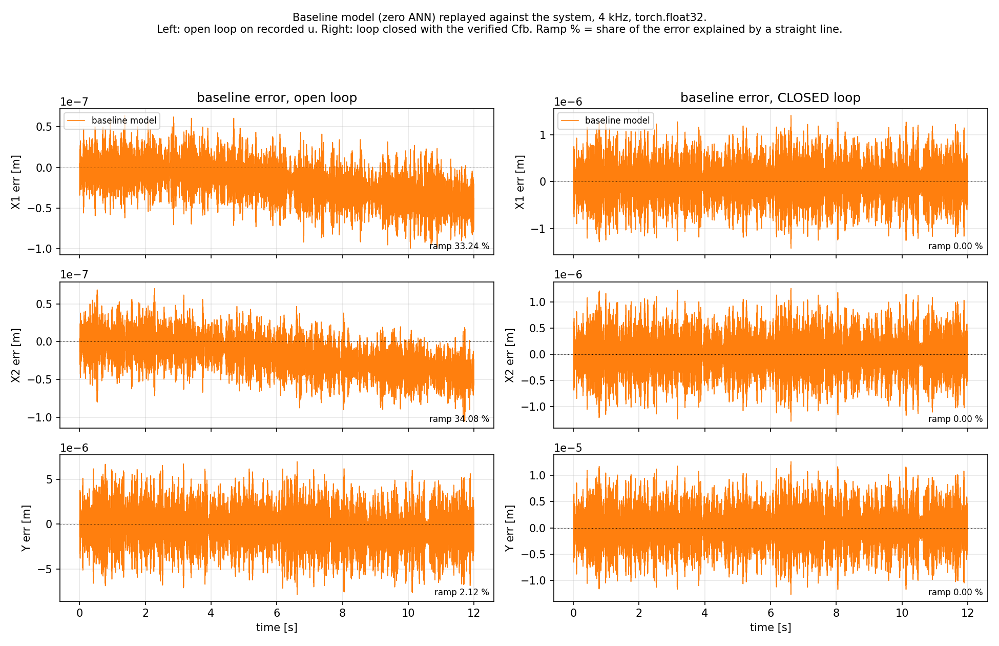 Baseline model (zero ANN) replayed against the system, 4 kHz, torch.float32.
Left: open loop on recorded u. Right: loop closed with the verified Cfb. Ramp % = share of the error explained by a straight line.
baseline error, open loop
1e−7
baseline model
0.5
0.0
−0.5
−1.0
X1 err [m]
ramp 33.24 %
baseline error, CLOSED loop
1e−6
baseline model
1
0
−1
X1 err [m]
ramp 0.00 %
1e−7
0.5
0.0
−0.5
−1.0
X2 err [m]
ramp 34.08 %
1e−6
1.0
0.5
0.0
−0.5
−1.0
X2 err [m]
ramp 0.00 %
1e−6
5
0
−5
Y err [m]
ramp 2.12 %
0 2 4 6 8 10 12
time [s]
1e−5
1.0
0.5
0.0
−0.5
−1.0
Y err [m]
ramp 0.00 %
0 2 4 6 8 10 12
time [s]